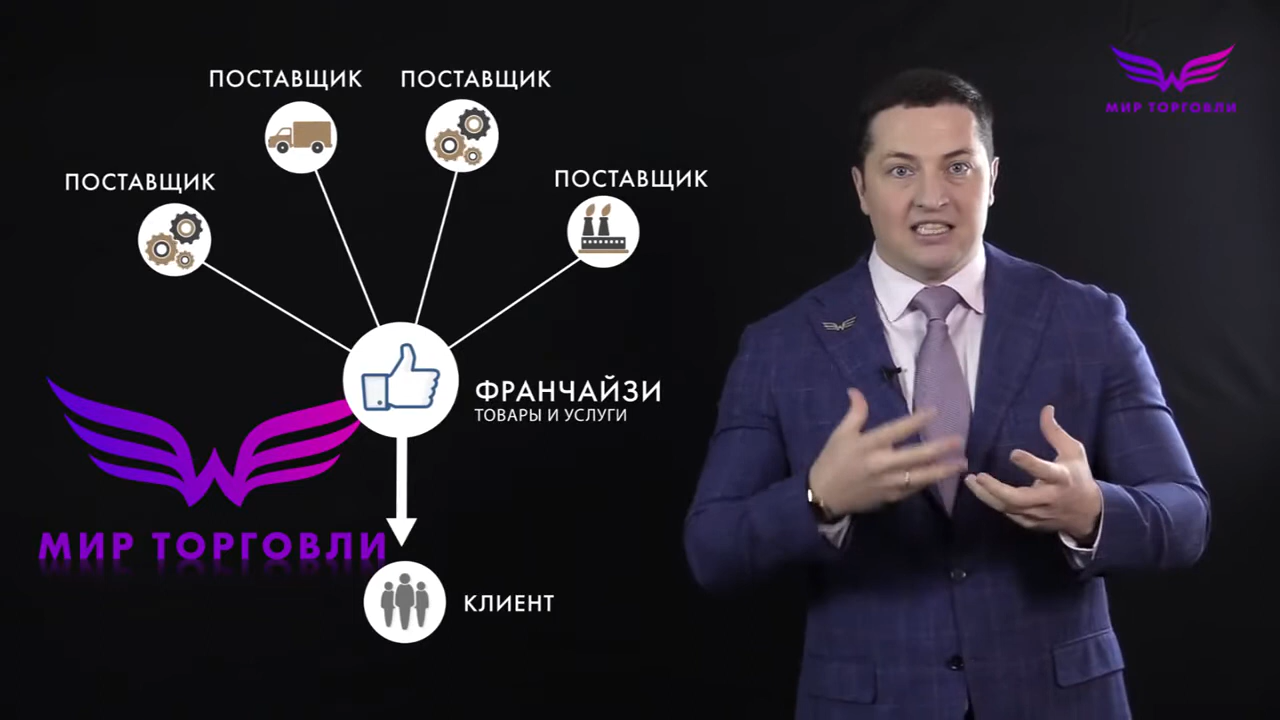 ПОСТАВЩИК
ПОСТАВЩИК
ПОСТАВЩИК
ПОСТАВЩИК
МИР ТОРГОВЛИ
ФРАНЧАЙЗИ
ТОВАРЫ И УСЛУГИ
МИР ТОРГОВЛИ
КЛИЕНТ